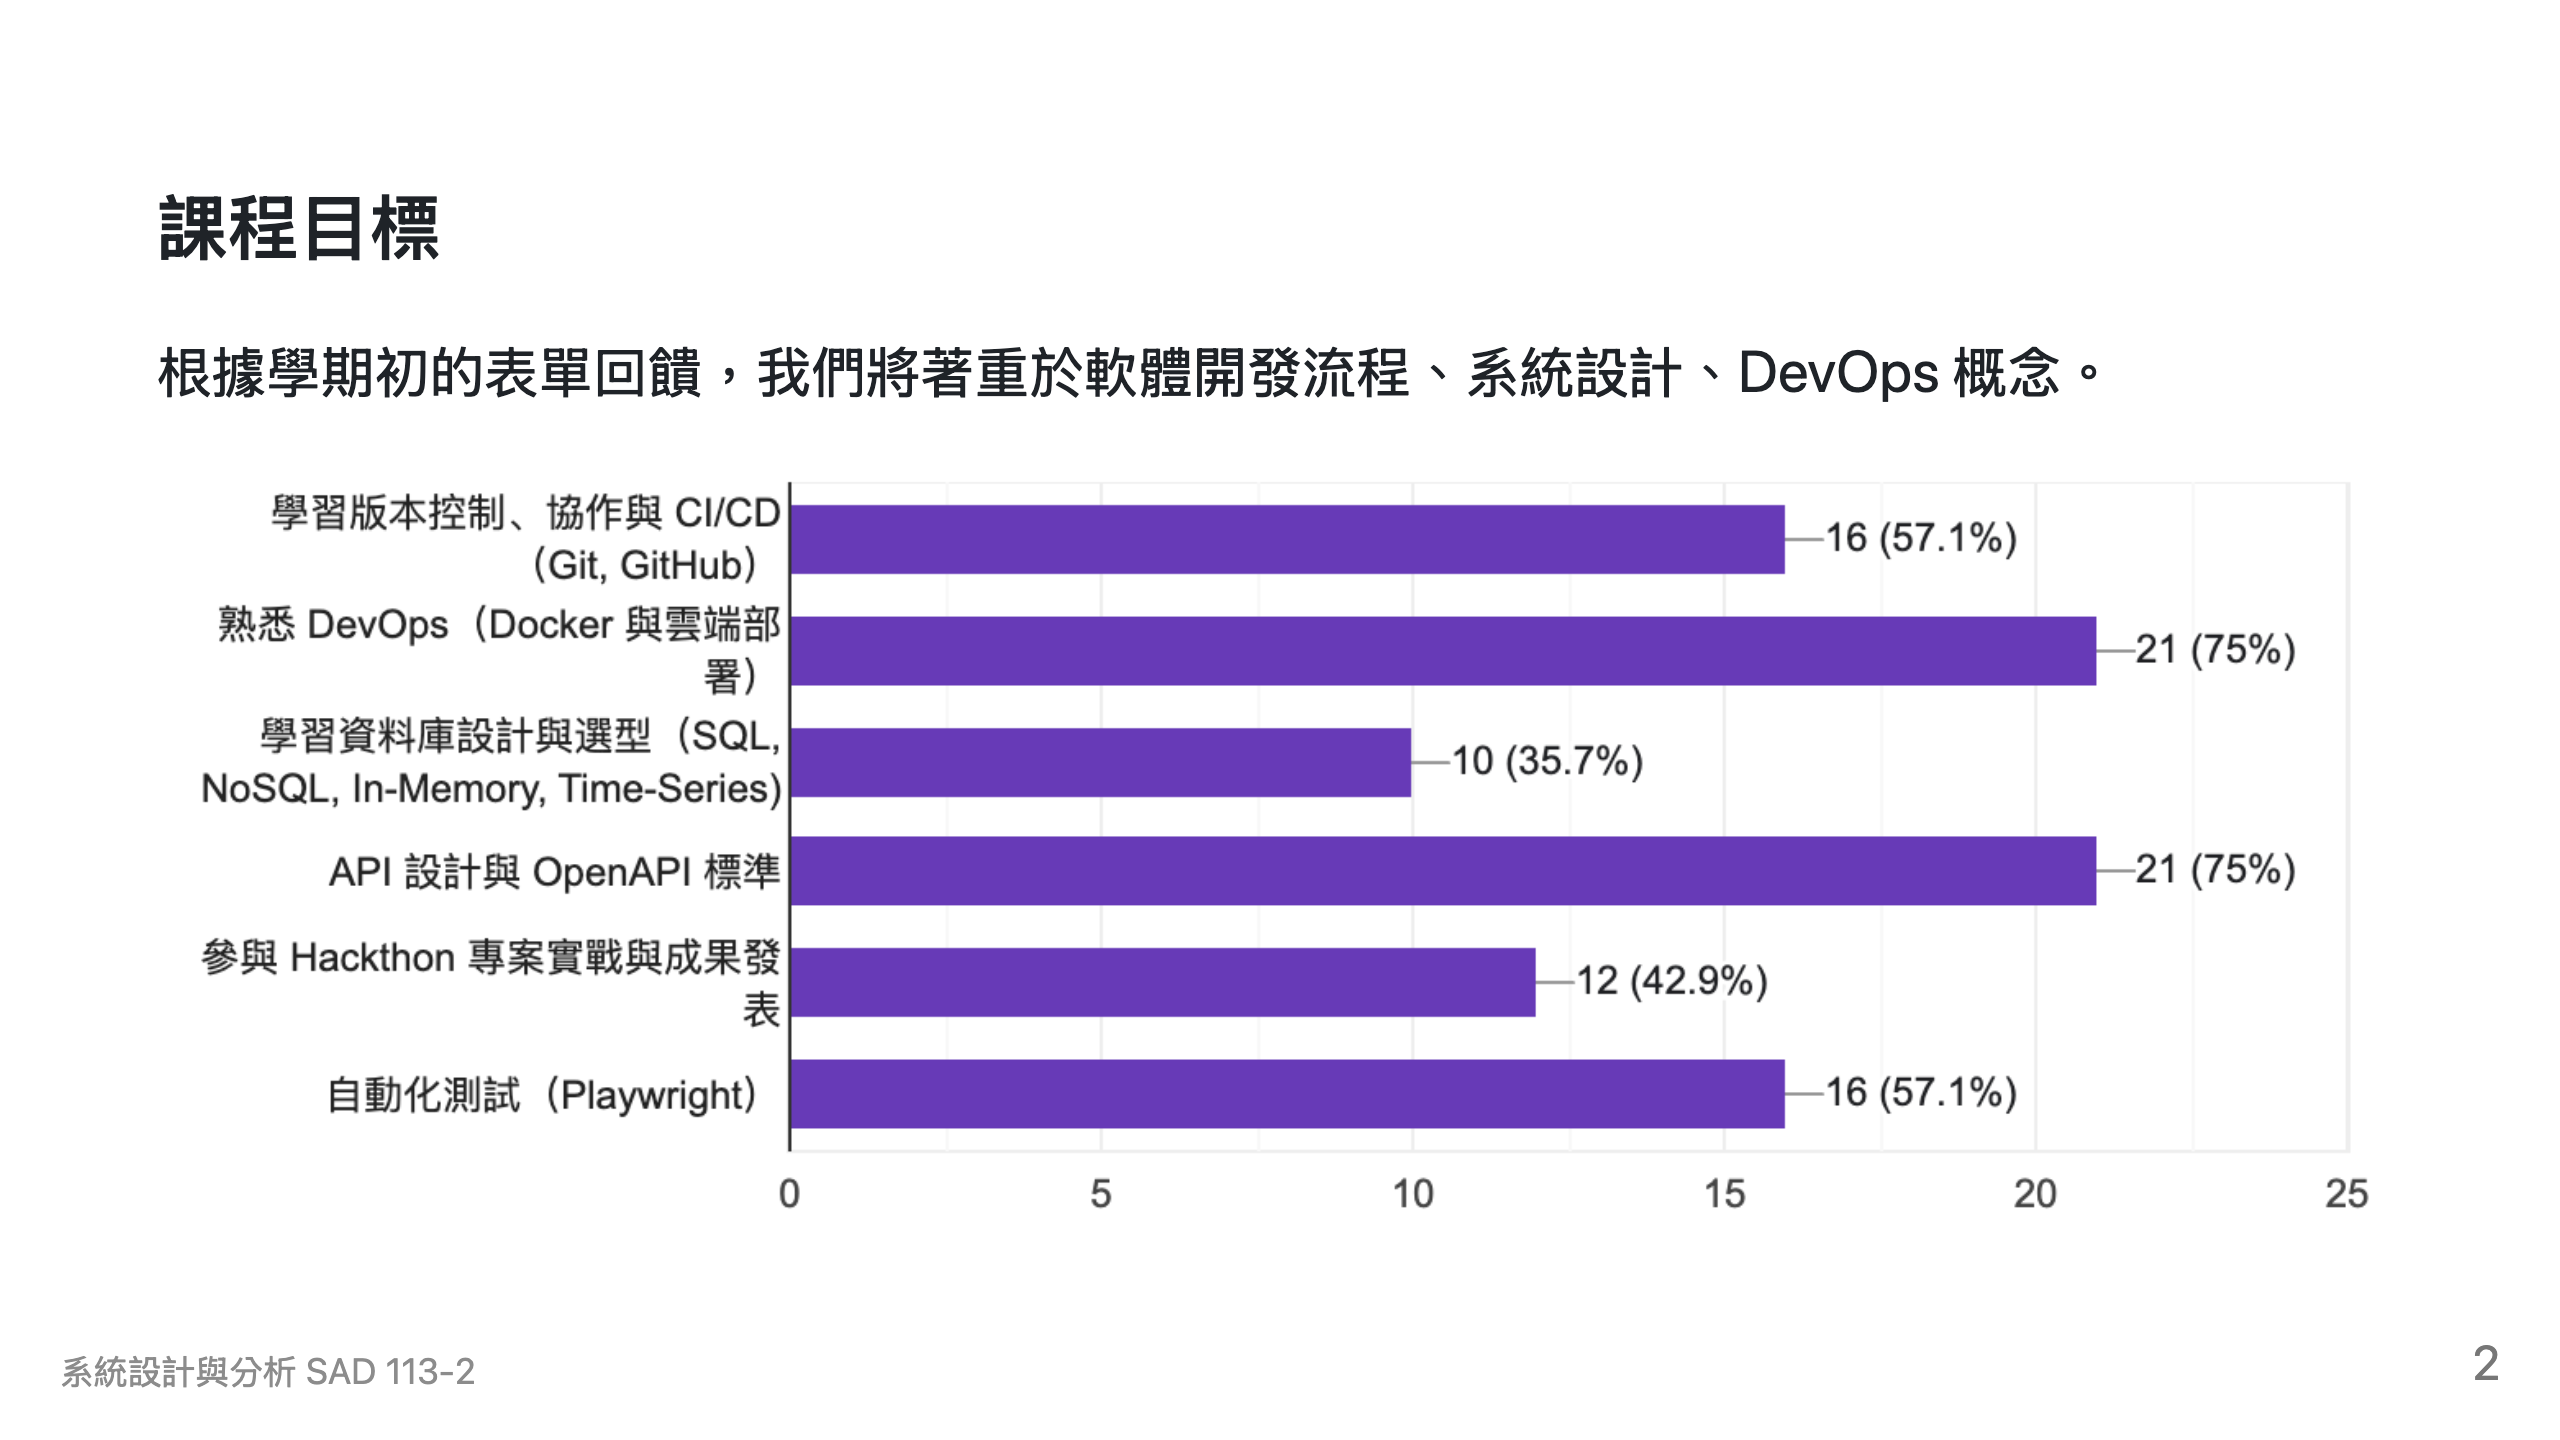 課程目標
根據學期初的表單回饋，我們將著重於軟體開發流程、系統設計、DevOps 概念。
學習版本控制、協作與 CI/CD
（Git, GitHub）
16 (57.1%)
熟悉 DevOps（Docker 與雲端部
署）
21 (75%)
學習資料庫設計與選型（SQL,
NoSQL, In-Memory, Time-Series)
10 (35.7%)
API 設計與 OpenAPI 標準
21 (75%)
參與 Hackthon 專案實戰與成果發
表
12 (42.9%)
自動化測試（Playwright）
16 (57.1%)
0 5 10 15 20 25
系統設計與分析 SAD 113-2
2